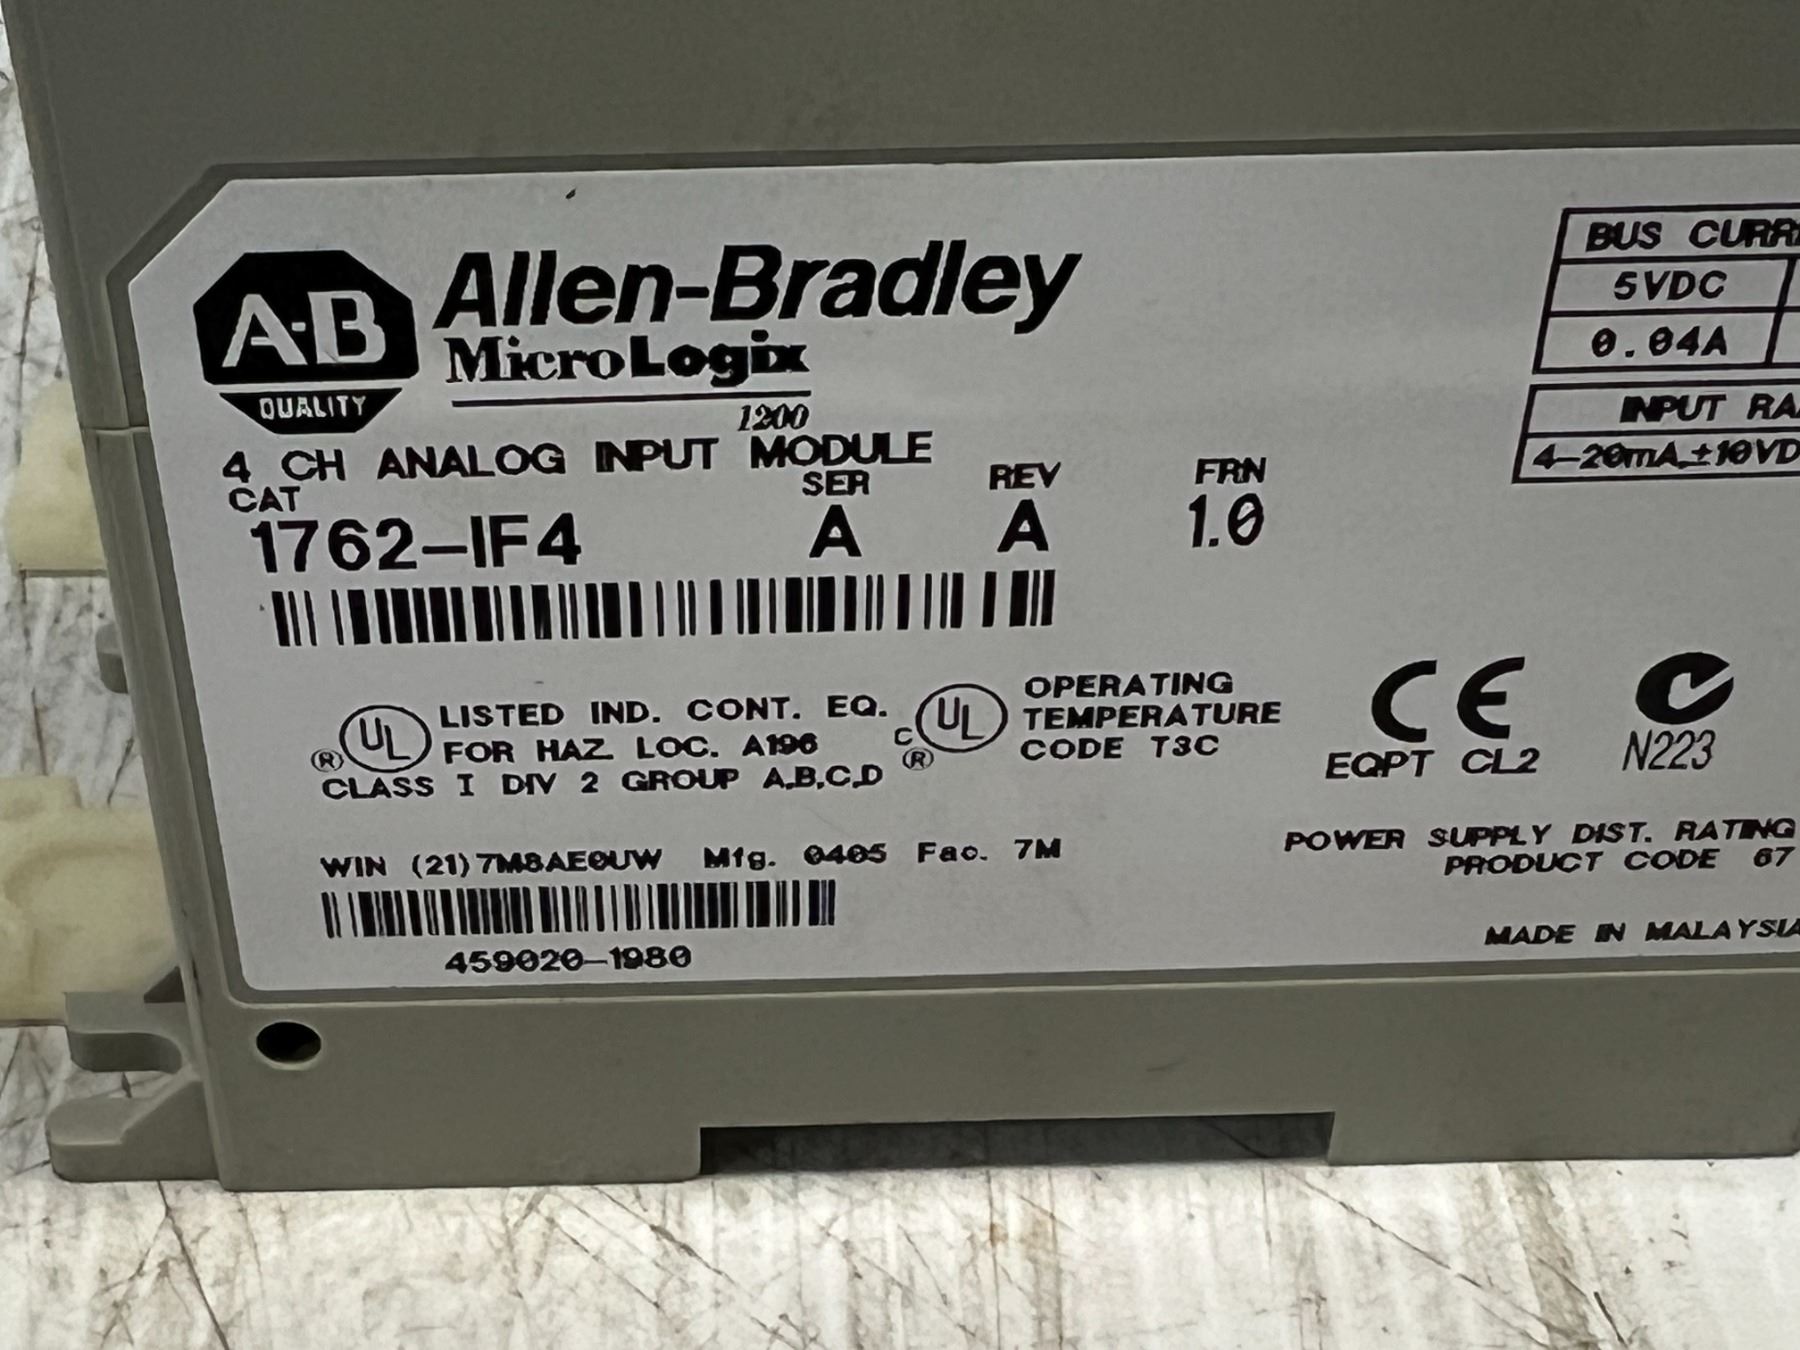 A-B
QUALITY
Allen-Bradley
MicroLogix
1200
4 CH ANALOG INPUT MODULE
CAT SER REV FRN
1762-IF4 A A 1.0
BUS
5VDC
0.04A
INPUT
4-20mA,±10VD
UL LISTED IND. CONT. EQ.
FOR HAZ. LOC. A196
CLASS I DIV 2 GROUP A,B,C,D
C UL OPERATING
TEMPERATURE
CODE T3C
CE
EQPT CL2
N223
WIN (21)7M8AE0UW Mfg. 0405 Fac. 7M
459020-1980
POWER SUPPLY DIST. RATING
PRODUCT CODE 67
MADE IN MALAYSIA